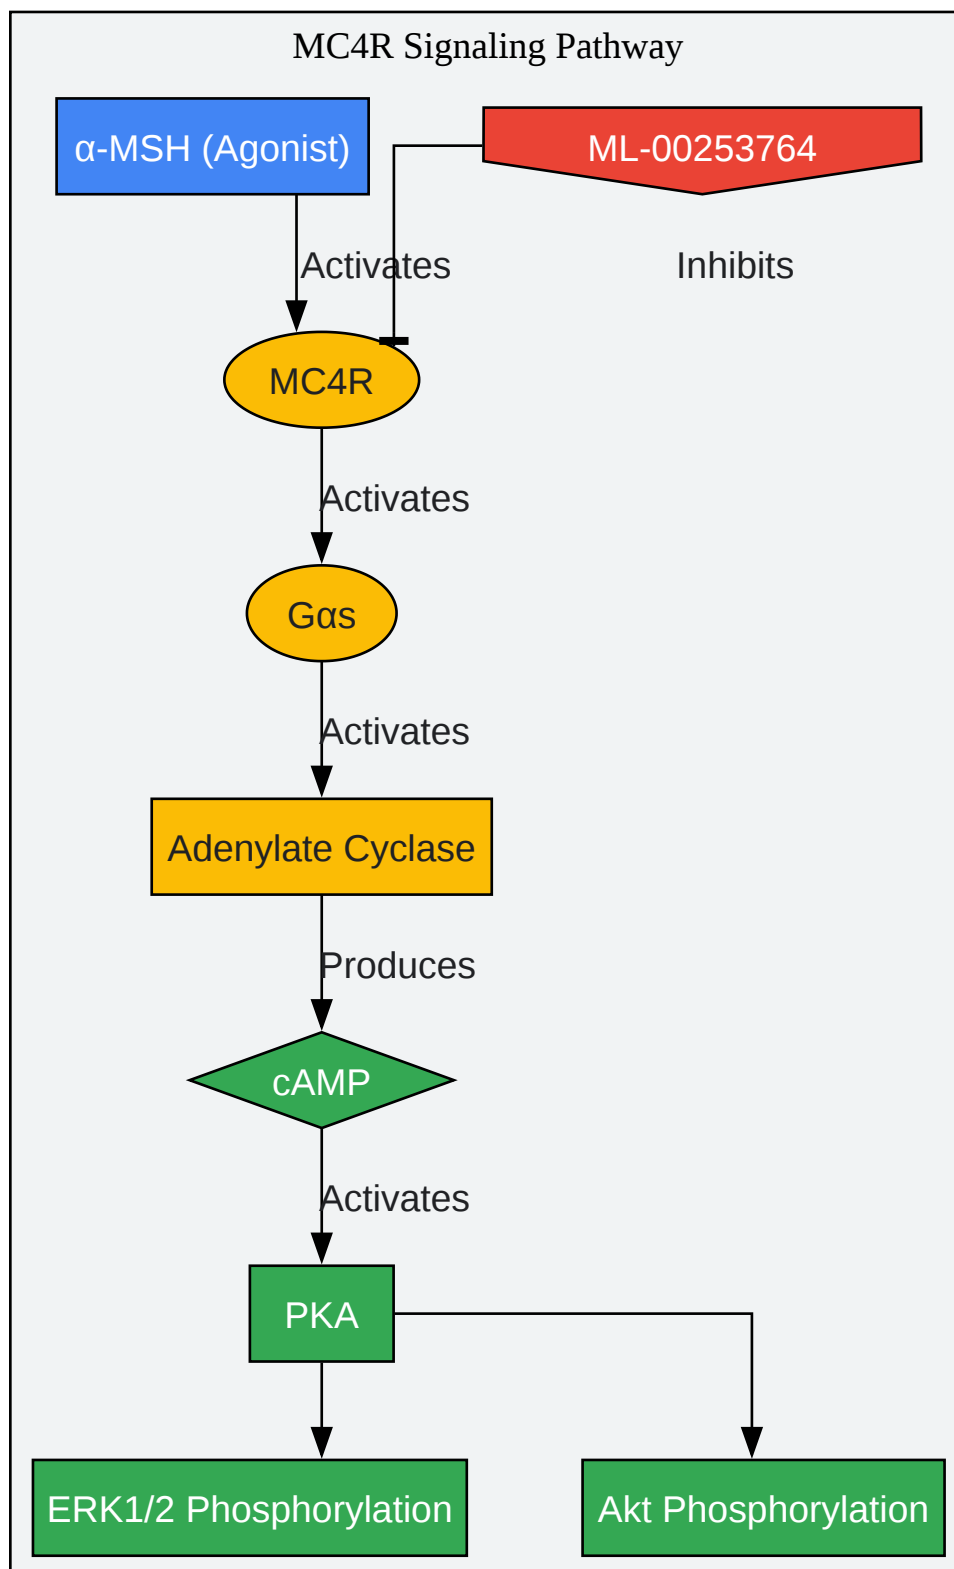 MC4R Signaling Pathway
α-MSH (Agonist)
ML-00253764
Activates
Inhibits
MC4R
Activates
Gαs
Activates
Adenylate Cyclase
Produces
cAMP
Activates
PKA
ERK1/2 Phosphorylation
Akt Phosphorylation